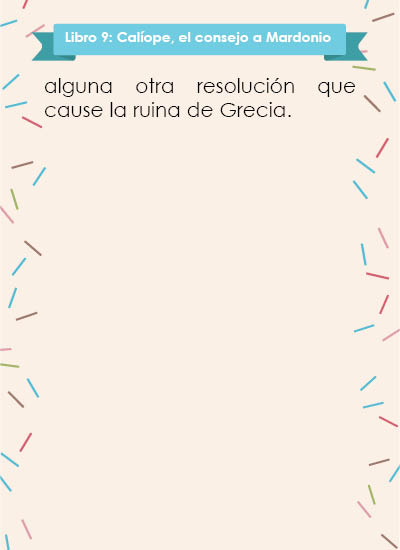 Libro 9: Calíope, el consejo a Mardonio
alguna otra resolución que
cause la ruina de Grecia.